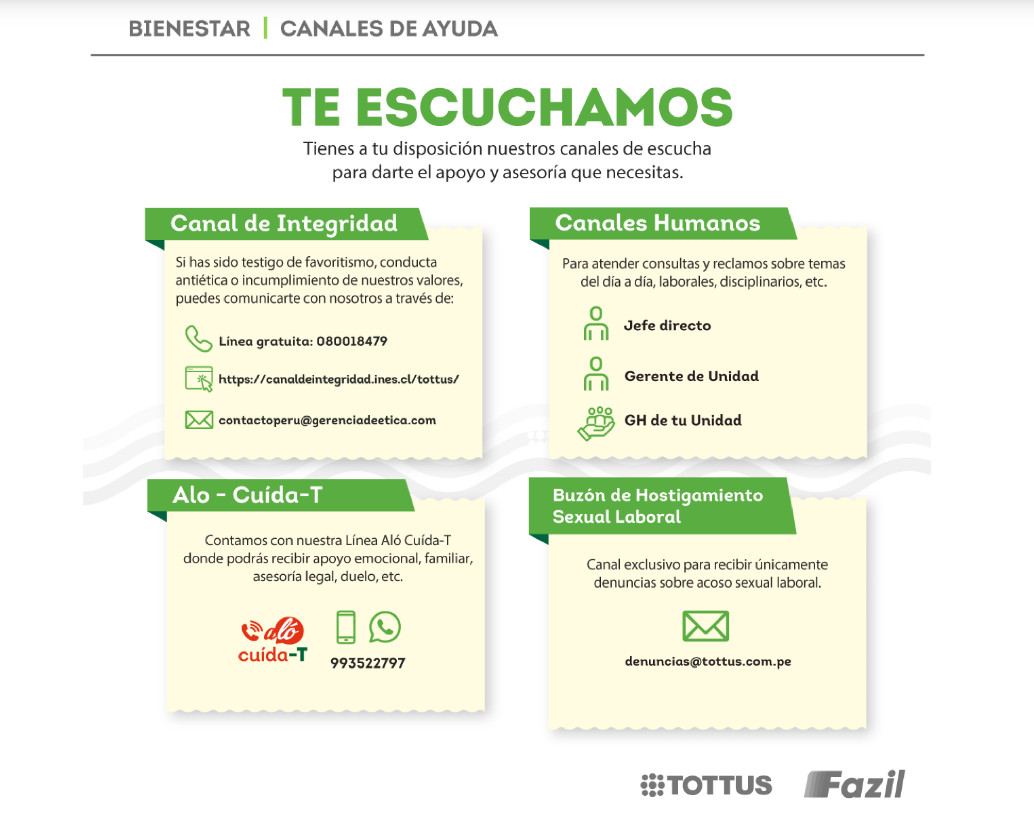 BIENESTAR | CANALES DE AYUDA
TE ESCUCHAMOS
Tienes a tu disposición nuestros canales de escucha
para darte el apoyo y asesoría que necesitas.
Canal de Integridad
Si has sido testigo de favoritismo, conducta
antiética o incumplimiento de nuestros valores,
puedes comunicarte con nosotros a través de:
Línea gratuita: 080018479
https://canaldeintegridad.ines.cl/tottus/
contactoperu@gerenciadeetica.com
Canales Humanos
Para atender consultas y reclamos sobre temas
del día a día, laborales, disciplinarios, etc.
Jefe directo
Gerente de Unidad
GH de tu Unidad
Alo - Cuída-T
Contamos con nuestra Línea Aló Cuída-T
donde podrás recibir apoyo emocional, familiar,
asesoría legal, duelo, etc.
aló
cuída-T
993522797
Buzón de Hostigamiento
Sexual Laboral
Canal exclusivo para recibir únicamente
denuncias sobre acoso sexual laboral.
denuncias@tottus.com.pe
TOTTUS
Fazil